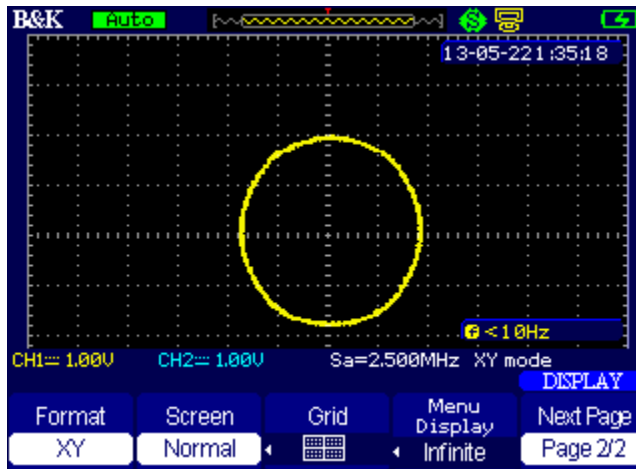 B&K Auto S
13-05-22 1:35:18
f <10Hz
CH1 1.00V CH2 1.00V Sa=2.500MHz XY mode
DISPLAY
Format Screen Grid Menu Display Next Page
XY Normal Infinite Page 2/2